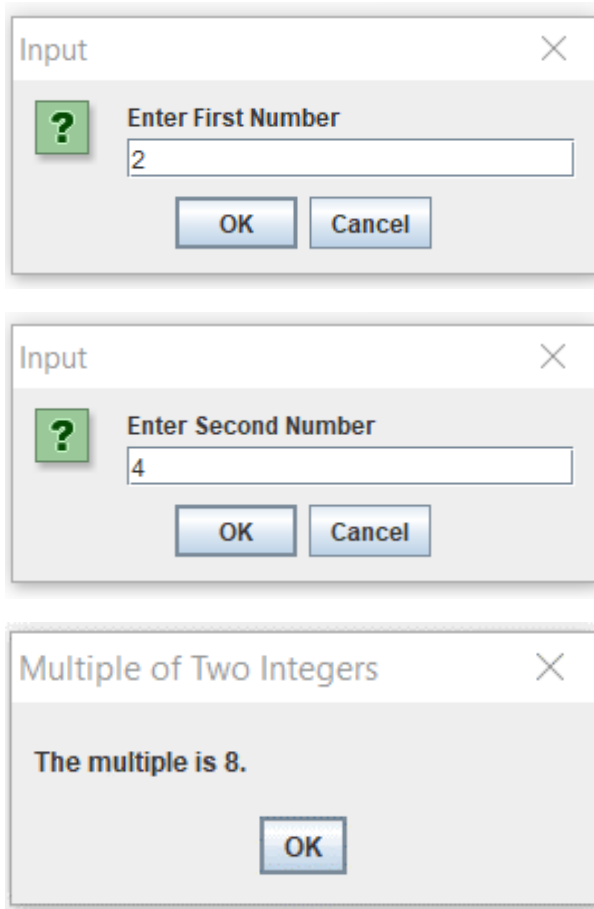 Input
?
Enter First Number
2
OK Cancel
Input
?
Enter Second Number
4
OK Cancel
Multiple of Two Integers
The multiple is 8.
OK